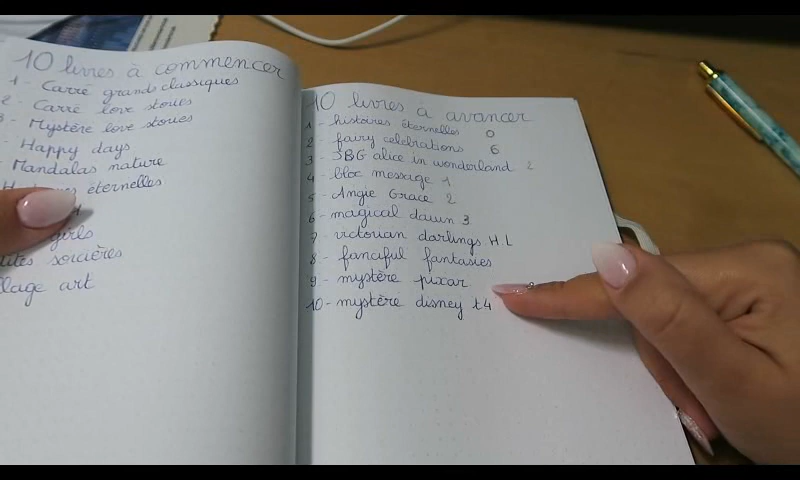 10 livres à commencer
1 - Carré grands classiques
2 - Carré love stories
3 - Mystère love stories
- Happy days
- Mandalas nature
éternelles
girls
sorcières
art
10 livres à avancer
1 - histoires éternelles 0
2 - fairy celebrations 6
3 - JBG alice in wonderland 2
4 - bloc message 1
5 - Angie Grace 2
6 - magical dawn 3
7 - victorian darlings H.L
8 - fanciful fantasies
9 - mystère pixar
10 - mystère disney t4